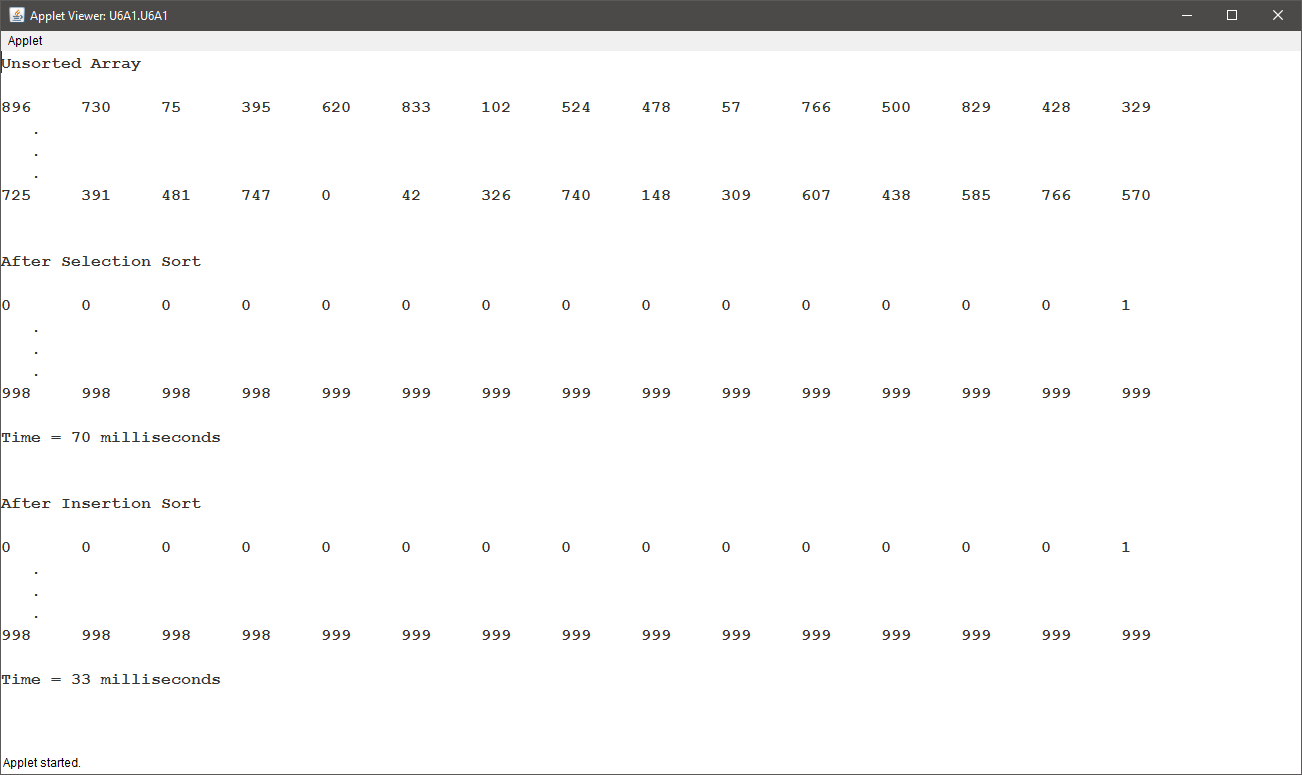 Applet Viewer: U6A1.U6A1
Applet
Unsorted Array
896 730 75 395 620 833 102 524 478 57 766 500 829 428 329
.
.
.
725 391 481 747 0 42 326 740 148 309 607 438 585 766 570
After Selection Sort
0 0 0 0 0 0 0 0 0 0 0 0 0 0 1
.
.
.
998 998 998 998 999 999 999 999 999 999 999 999 999 999 999
Time = 70 milliseconds
After Insertion Sort
0 0 0 0 0 0 0 0 0 0 0 0 0 0 1
.
.
.
998 998 998 998 999 999 999 999 999 999 999 999 999 999 999
Time = 33 milliseconds
Applet started.